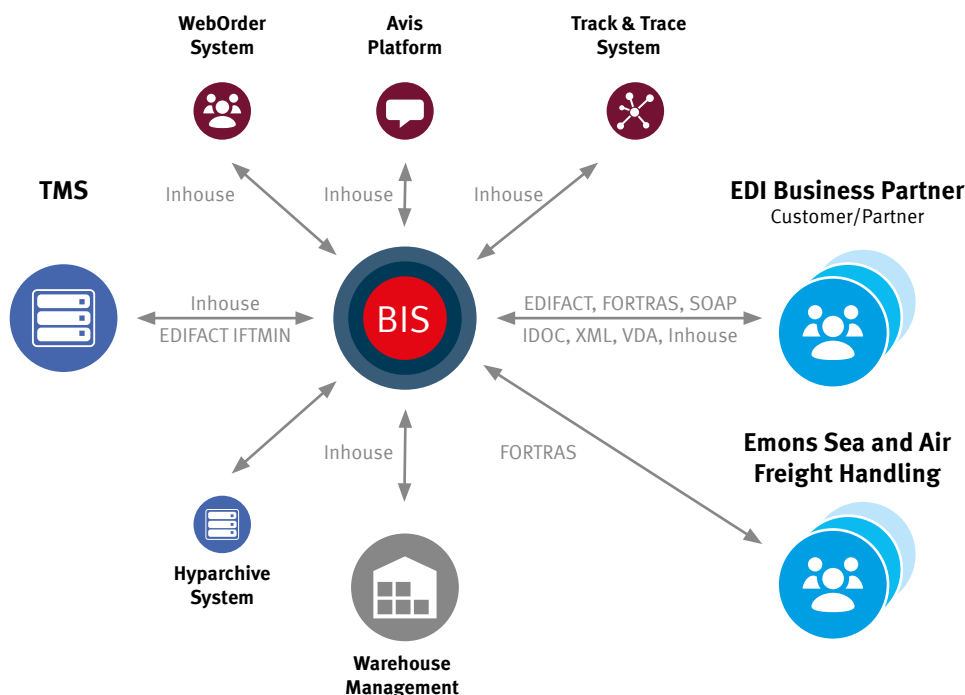 WebOrder
System
Avis
Platform
Track & Trace
System
Inhouse
Inhouse
Inhouse
TMS
EDI Business Partner
Customer/Partner
Inhouse
EDIFACT IFTMIN
BIS
EDIFACT, FORTRAS, SOAP
IDOC, XML, VDA, Inhouse
Inhouse
FORTRAS
Emons Sea and Air
Freight Handling
Hyparchive
System
Warehouse
Management